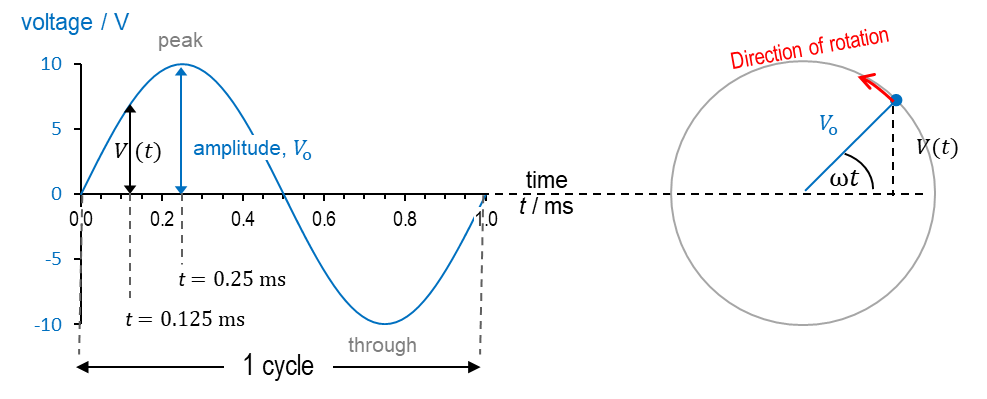 voltage / V
peak
10
5
0
-5
-10
V(t)
amplitude, Vo
0.0 0.2 0.4 0.6 0.8 1.0
time
t / ms
t = 0.25 ms
t = 0.125 ms
through
1 cycle
Direction of rotation
Vo
V(t)
ωt